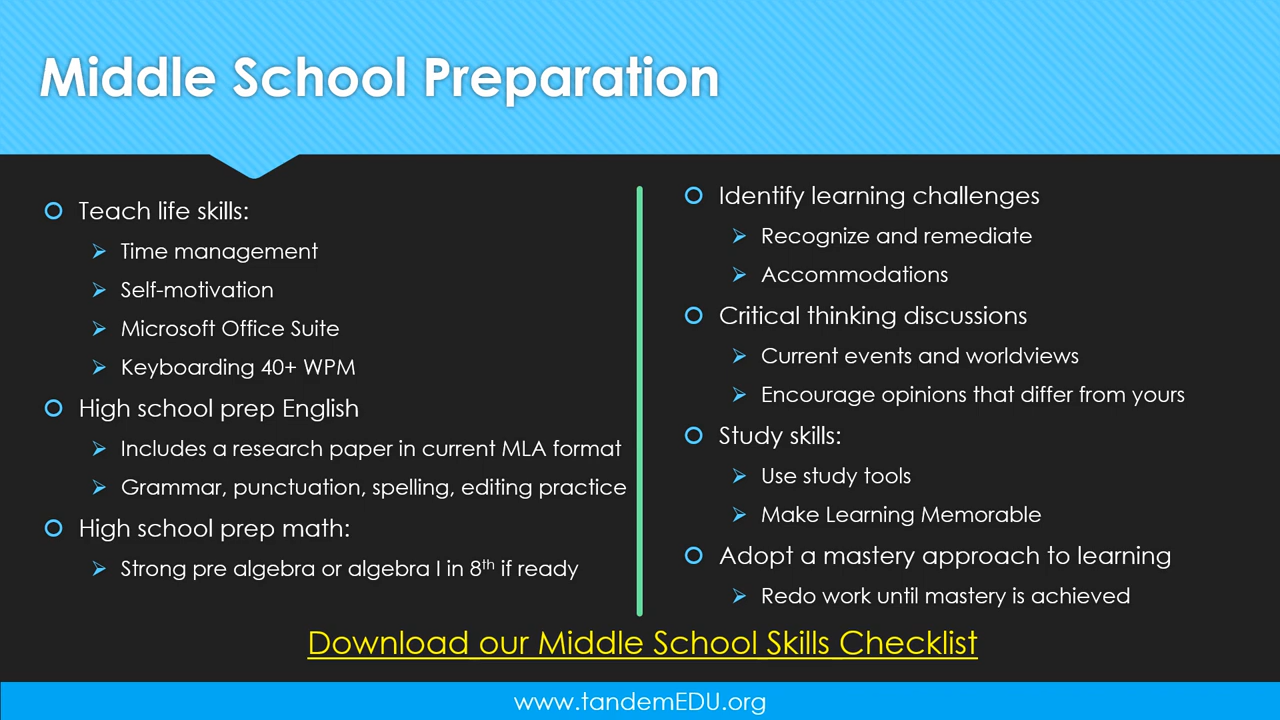 Middle School Preparation
Teach life skills:
Time management
Self-motivation
Microsoft Office Suite
Keyboarding 40+ WPM
High school prep English
Includes a research paper in current MLA format
Grammar, punctuation, spelling, editing practice
High school prep math:
Strong pre algebra or algebra I in 8th if ready
Identify learning challenges
Recognize and remediate
Accommodations
Critical thinking discussions
Current events and worldviews
Encourage opinions that differ from yours
Study skills:
Use study tools
Make Learning Memorable
Adopt a mastery approach to learning
Redo work until mastery is achieved
Download our Middle School Skills Checklist
www.tandemEDU.org